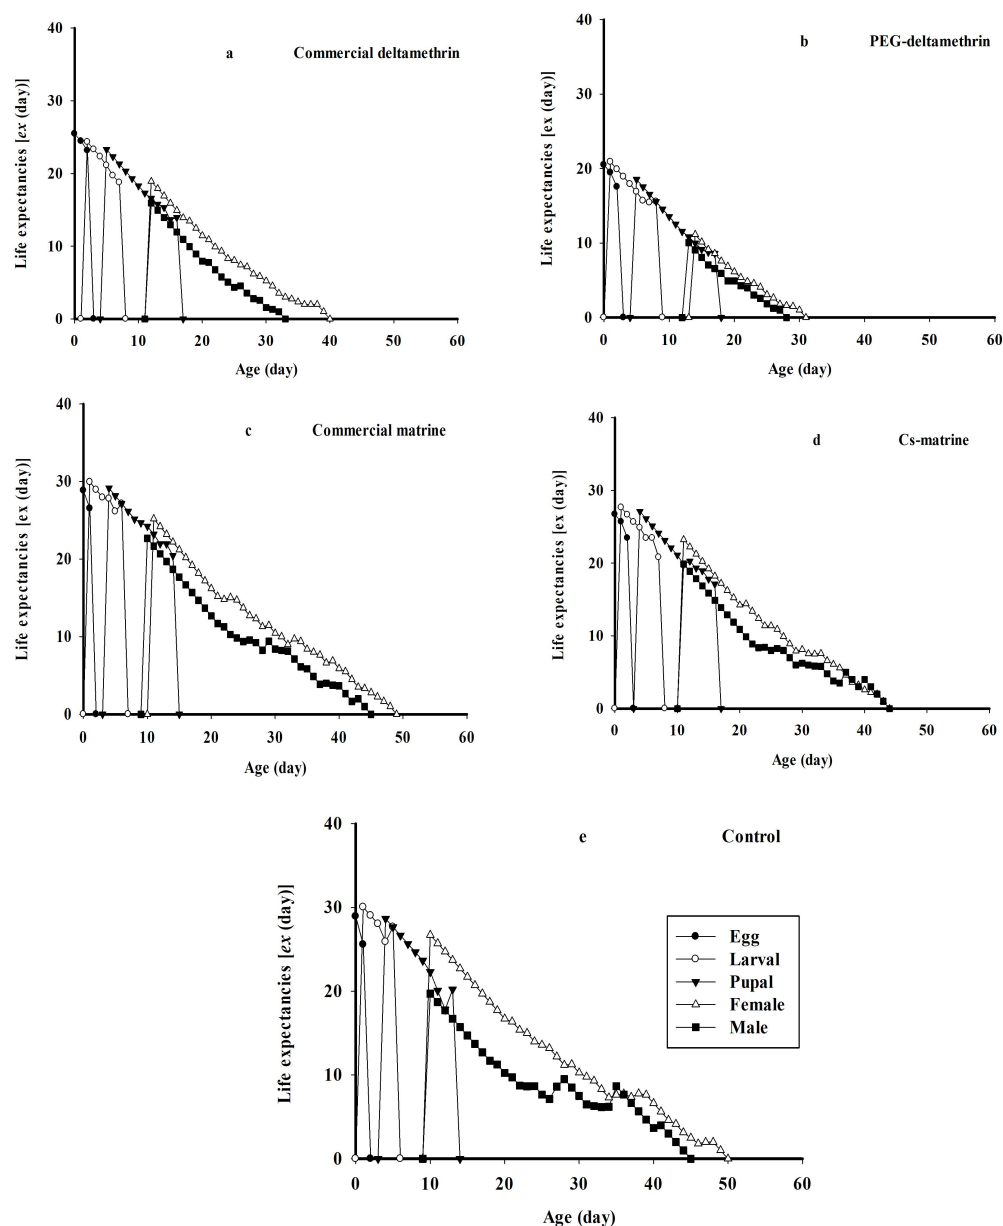 a Commercial deltamethrin
Life expectancies [ex (day)]
40
30
20
10
0
0 10 20 30 40 50 60
Age (day)
b PEG-deltamethrin
Life expectancies [ex (day)]
40
30
20
10
0
0 10 20 30 40 50 60
Age (day)
c Commercial matrine
Life expectancies [ex (day)]
40
30
20
10
0
0 10 20 30 40 50 60
Age (day)
d Cs-matrine
Life expectancies [ex (day)]
40
30
20
10
0
0 10 20 30 40 50 60
Age (day)
e Control
Life expectancies [ex (day)]
40
30
20
10
0
0 10 20 30 40 50 60
Age (day)
Egg
Larval
Pupal
Female
Male